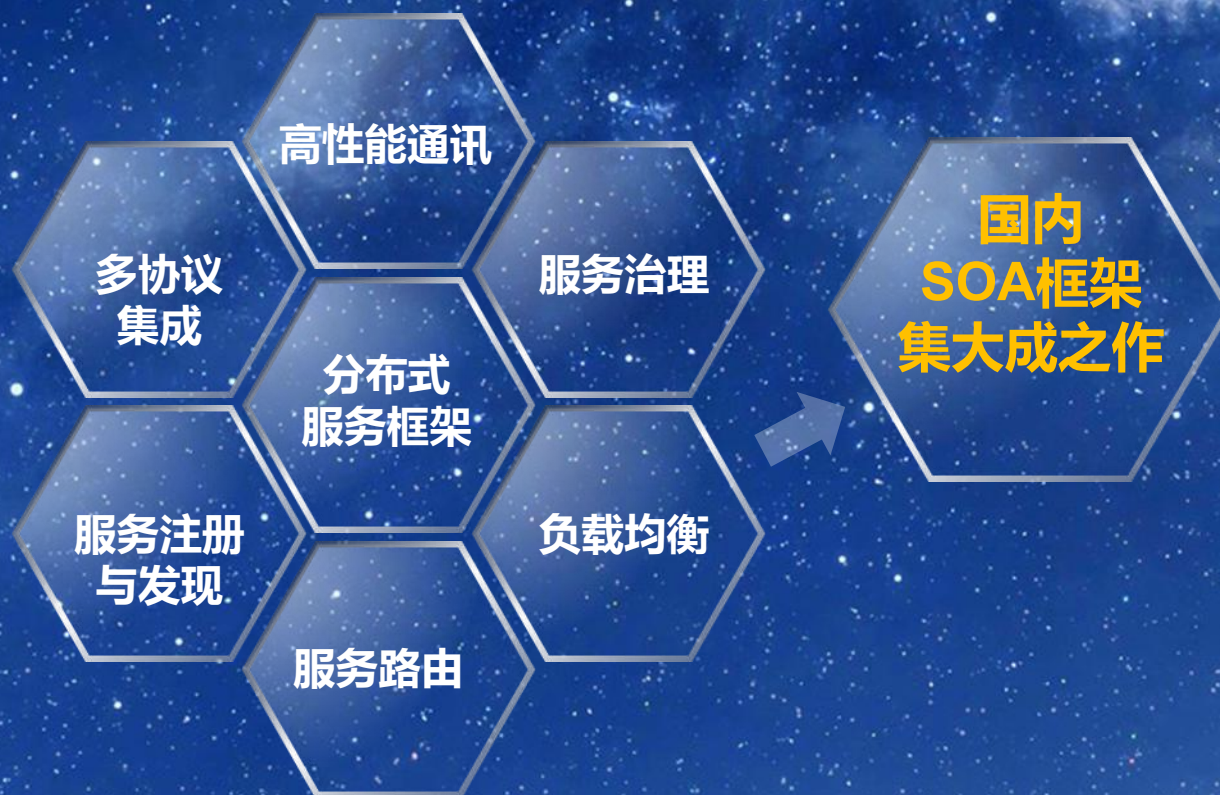 高性能通讯
多协议
集成
服务治理
分布式
服务框架
服务注册
与发现
负载均衡
服务路由
国内
SOA框架
集大成之作